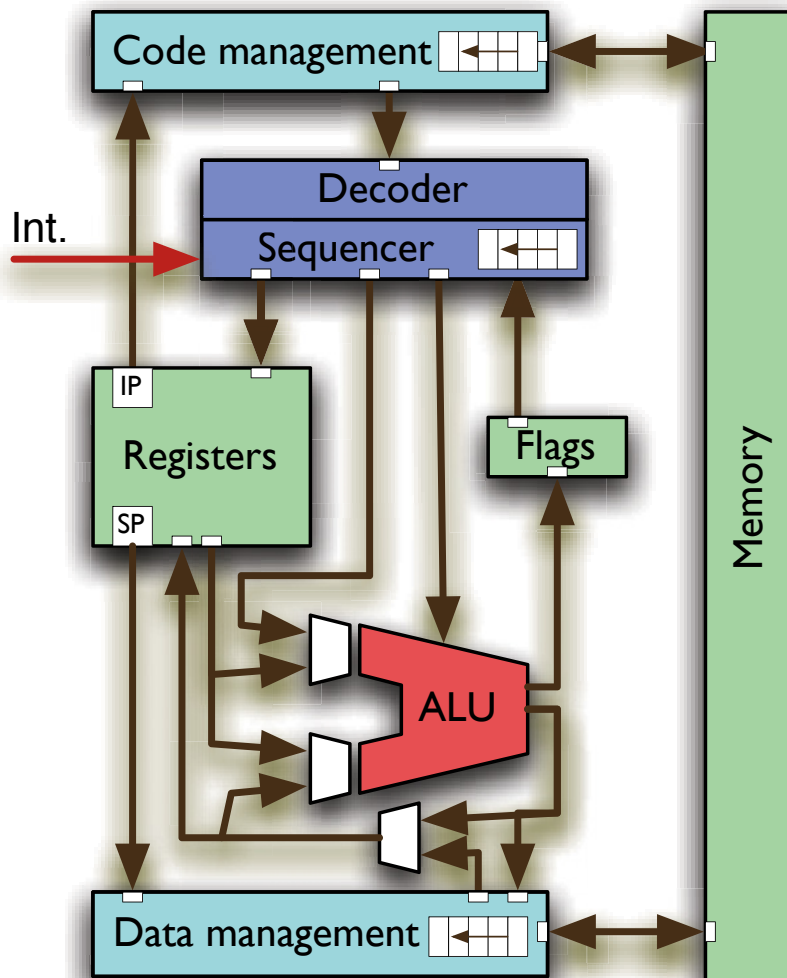 Code management
Decoder
Int.
Sequencer
IP
Registers
Flags
SP
Memory
ALU
Data management